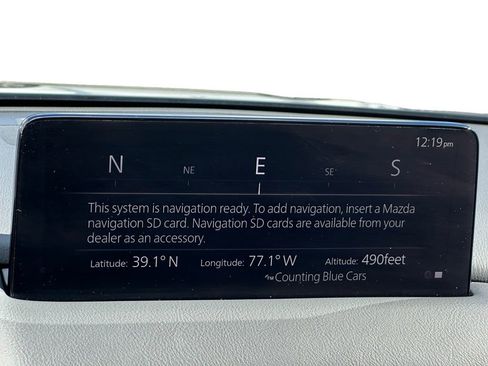 12:19pm
N NE E SE S
This system is navigation ready. To add navigation, insert a Mazda
navigation SD card. Navigation SD cards are available from your
dealer as an accessory.
Latitude: 39.1° N Longitude: 77.1° W Altitude: 490feet
Counting Blue Cars